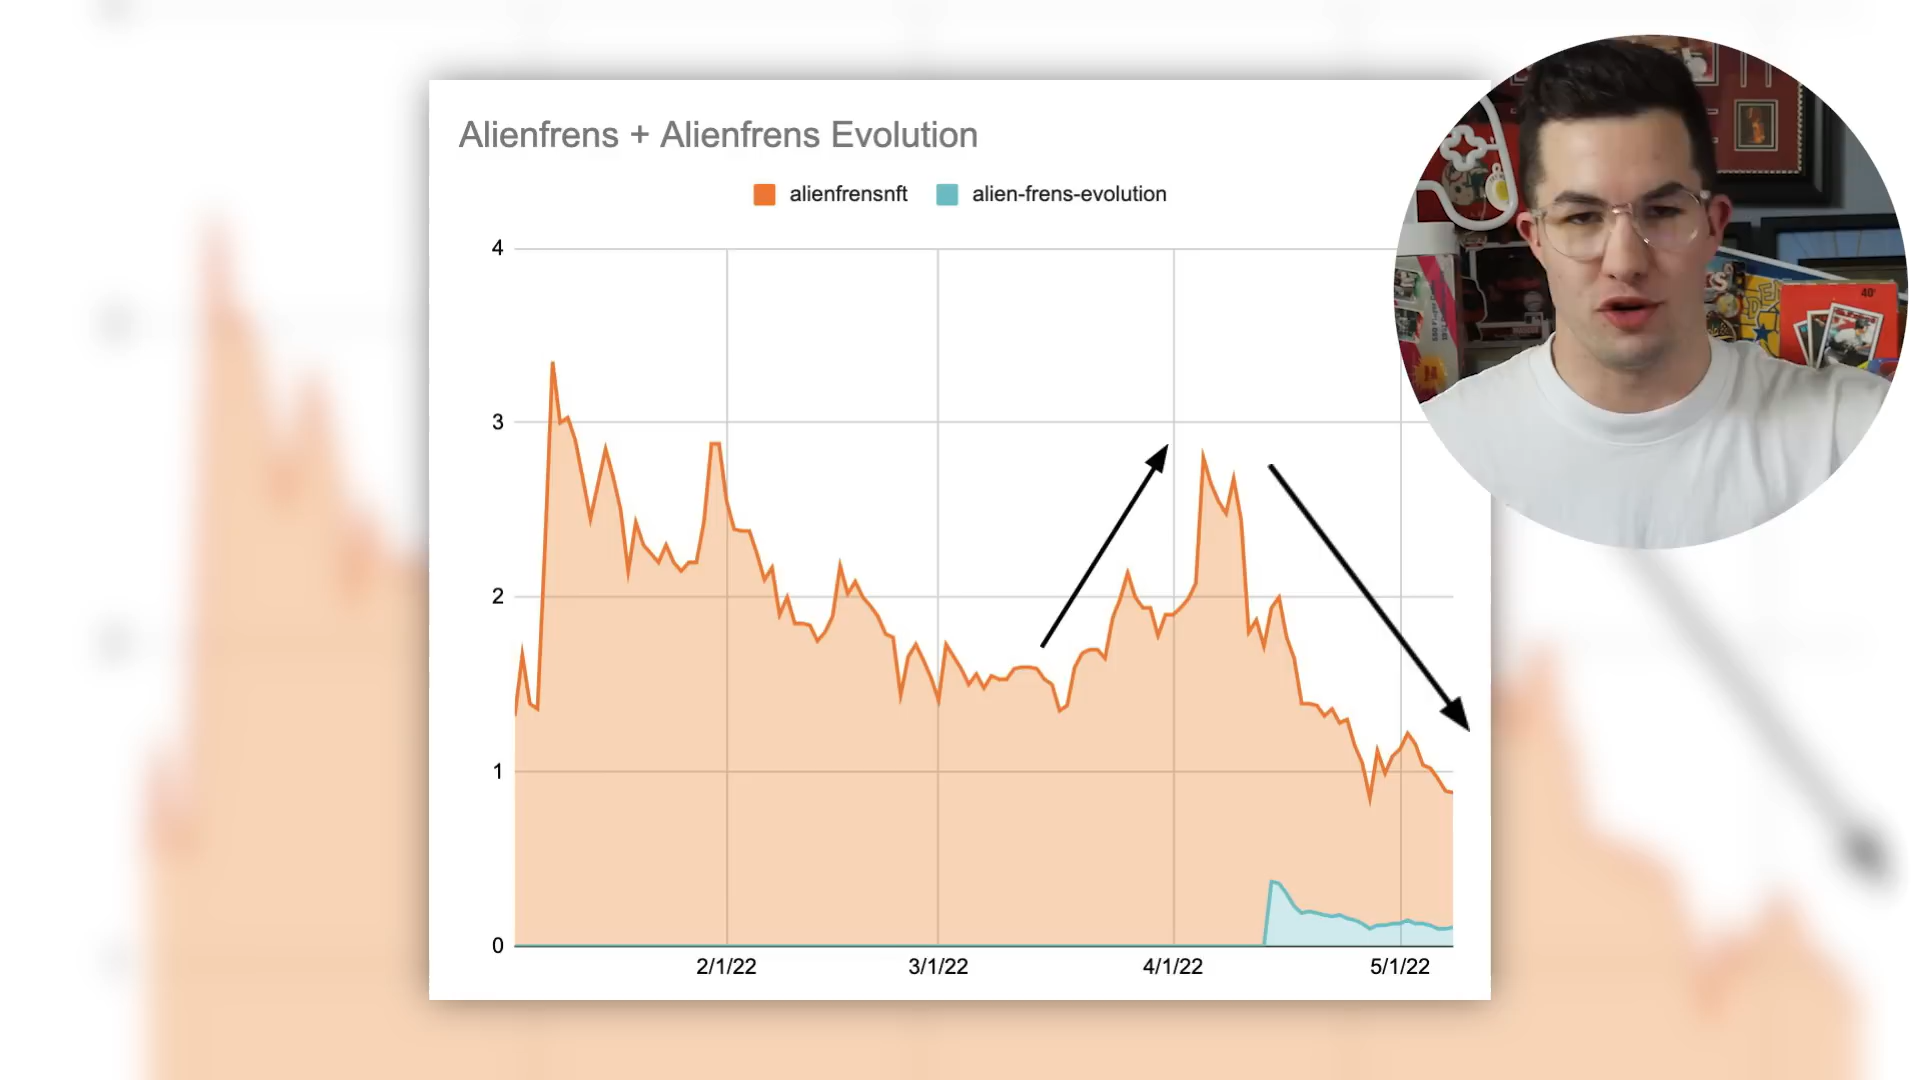 Alienfrens + Alienfrens Evolution
alienfrensnft alien-frens-evolution
4
3
2
1
0
2/1/22 3/1/22 4/1/22 5/1/22
40